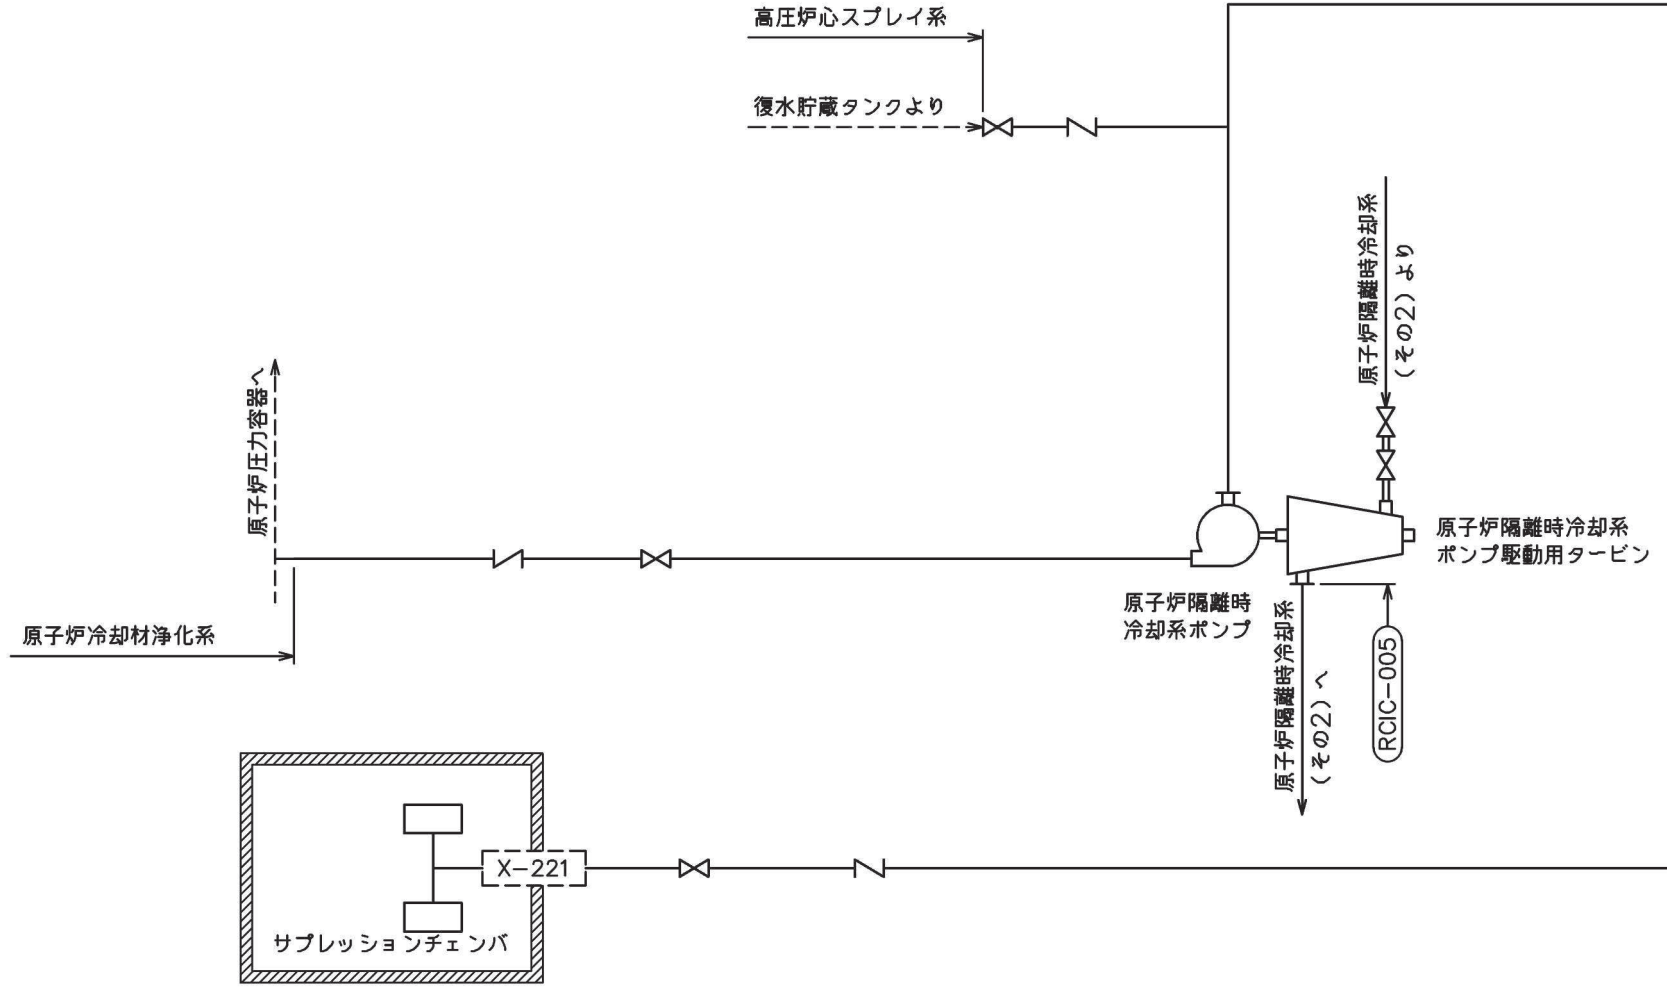 高圧炉心スプレイ系
復水貯蔵タンクより
原子炉隔離時冷却系
(その2)より
原子炉圧力容器へ
原子炉隔離時冷却系
ポンプ駆動用タービン
原子炉隔離時
冷却系ポンプ
原子炉冷却材浄化系
原子炉隔離時冷却系
(その2)へ
RCIC-005
X-221
サプレッションチェンバ